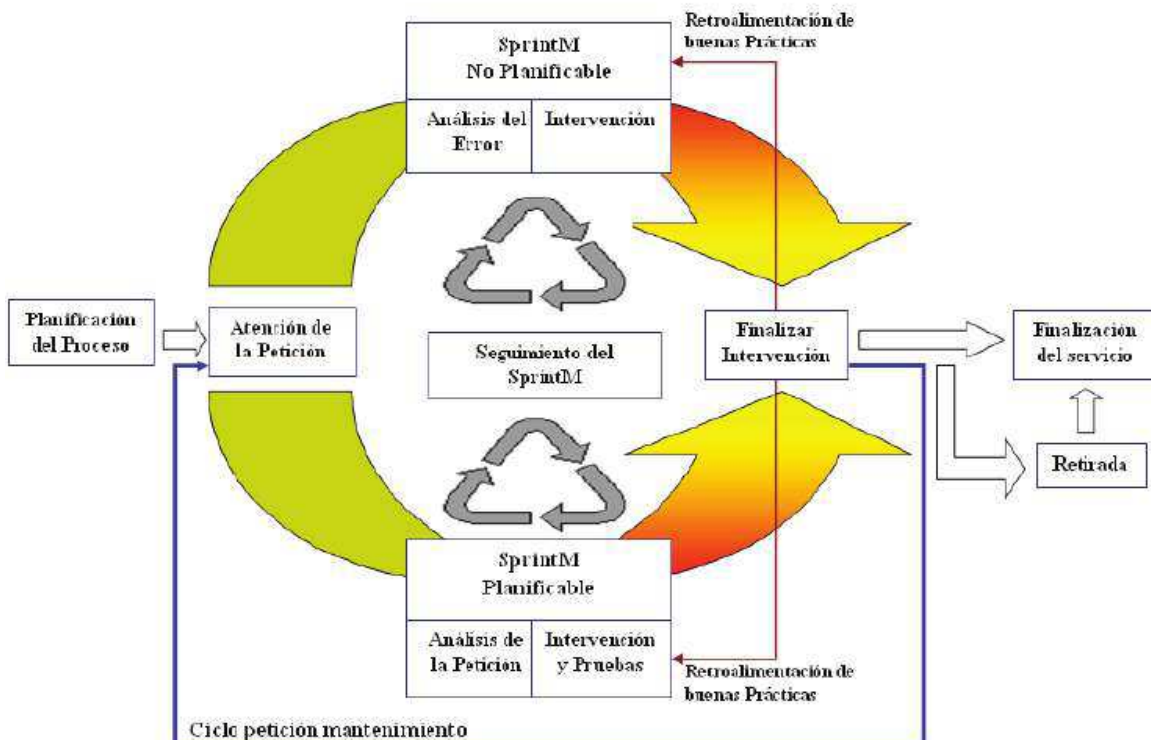 Retroalimentación de
buenas Prácticas
SprintM
No Planificable
Análisis del
Error
Intervención
Planificación
del Proceso
Atención de
la Petición
Seguimiento del
SprintM
Finalizar
Intervención
Finalización
del servicio
Retirada
SprintM
Planificable
Análisis de
la Petición
Intervención
y Pruebas
Retroalimentación de
buenas Prácticas
Ciclo petición mantenimiento